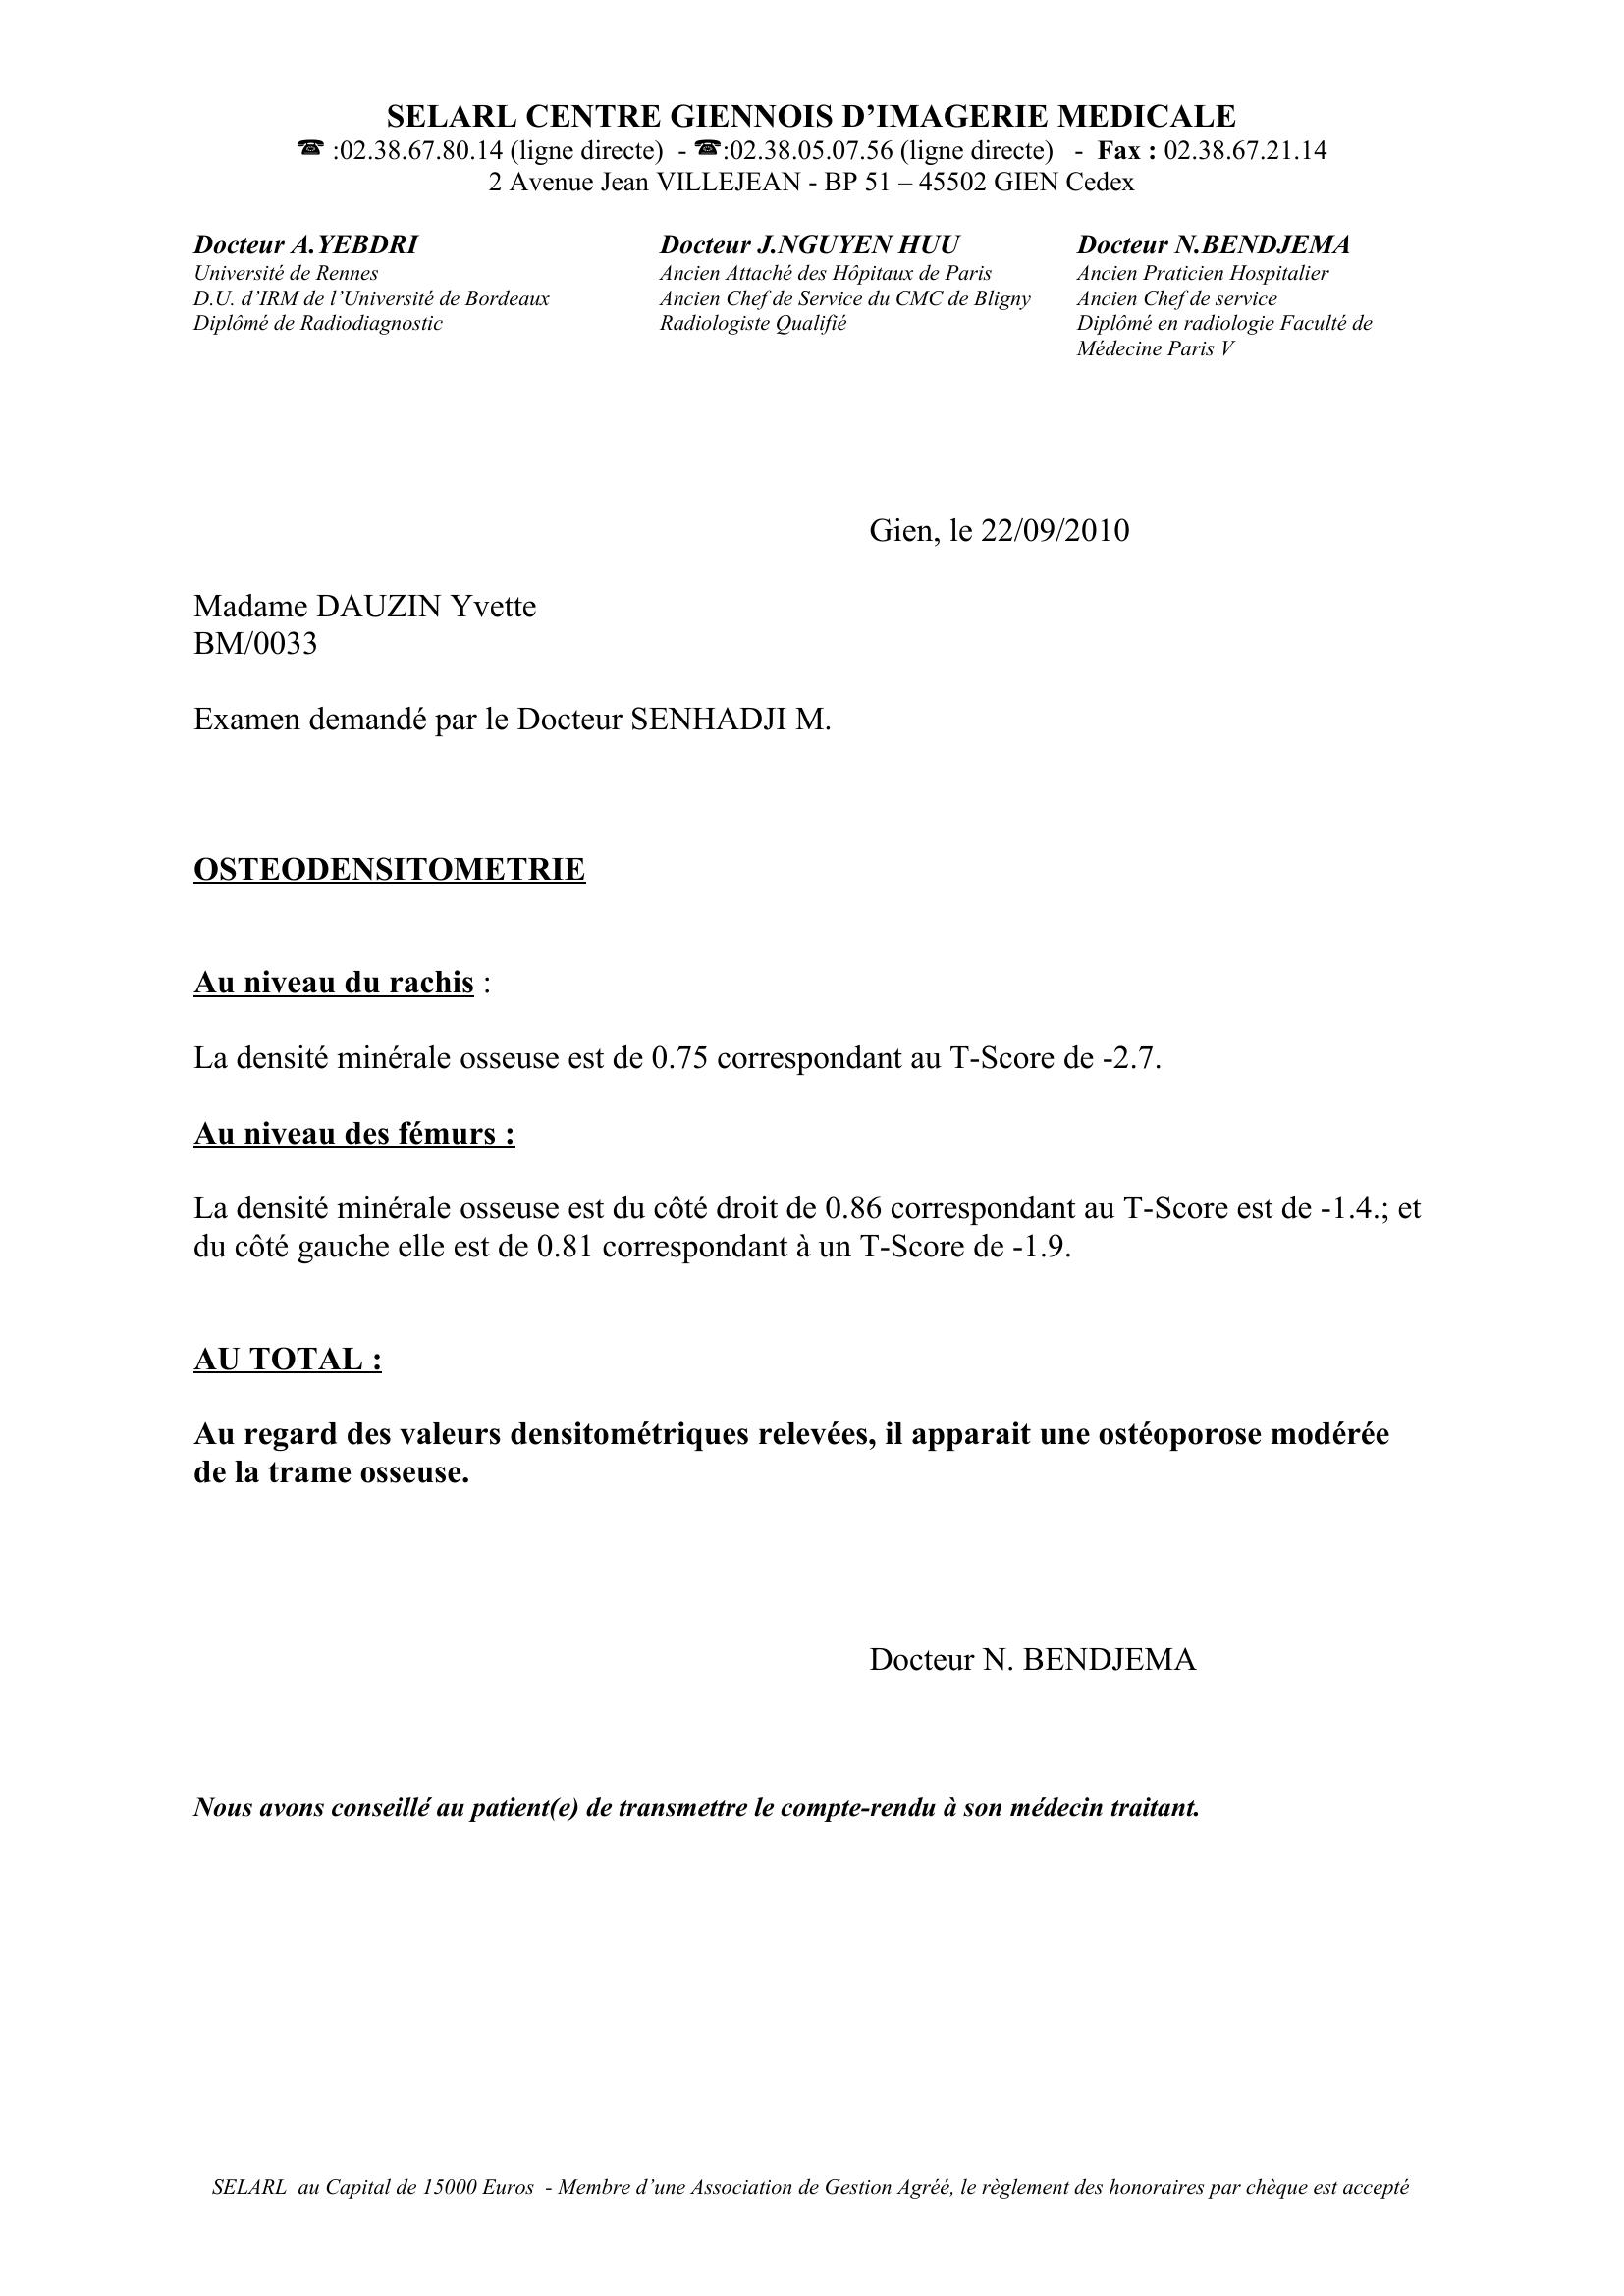 SELARL CENTRE GIENNOIS D’IMAGERIE MEDICALE
☎ :02.38.67.80.14 (ligne directe) - ☎:02.38.05.07.56 (ligne directe) - Fax : 02.38.67.21.14
2 Avenue Jean VILLEJEAN - BP 51 – 45502 GIEN Cedex
Docteur A.YEBDRI
Université de Rennes
D.U. d’IRM de l’Université de Bordeaux
Diplômé de Radiodiagnostic
Docteur J.NGUYEN HUU
Ancien Attaché des Hôpitaux de Paris
Ancien Chef de Service du CMC de Bligny
Radiologiste Qualifié
Docteur N.BENDJEMA
Ancien Praticien Hospitalier
Ancien Chef de service
Diplômé en radiologie Faculté de
Médecine Paris V
Gien, le 22/09/2010
Madame DAUZIN Yvette
BM/0033
Examen demandé par le Docteur SENHADJI M.
OSTEODENSITOMETRIE
Au niveau du rachis :
La densité minérale osseuse est de 0.75 correspondant au T-Score de -2.7.
Au niveau des fémurs :
La densité minérale osseuse est du côté droit de 0.86 correspondant au T-Score est de -1.4.; et
du côté gauche elle est de 0.81 correspondant à un T-Score de -1.9.
AU TOTAL :
Au regard des valeurs densitométriques relevées, il apparait une ostéoporose modérée
de la trame osseuse.
Docteur N. BENDJEMA
Nous avons conseillé au patient(e) de transmettre le compte-rendu à son médecin traitant.
SELARL au Capital de 15000 Euros - Membre d’une Association de Gestion Agréé, le règlement des honoraires par chèque est accepté